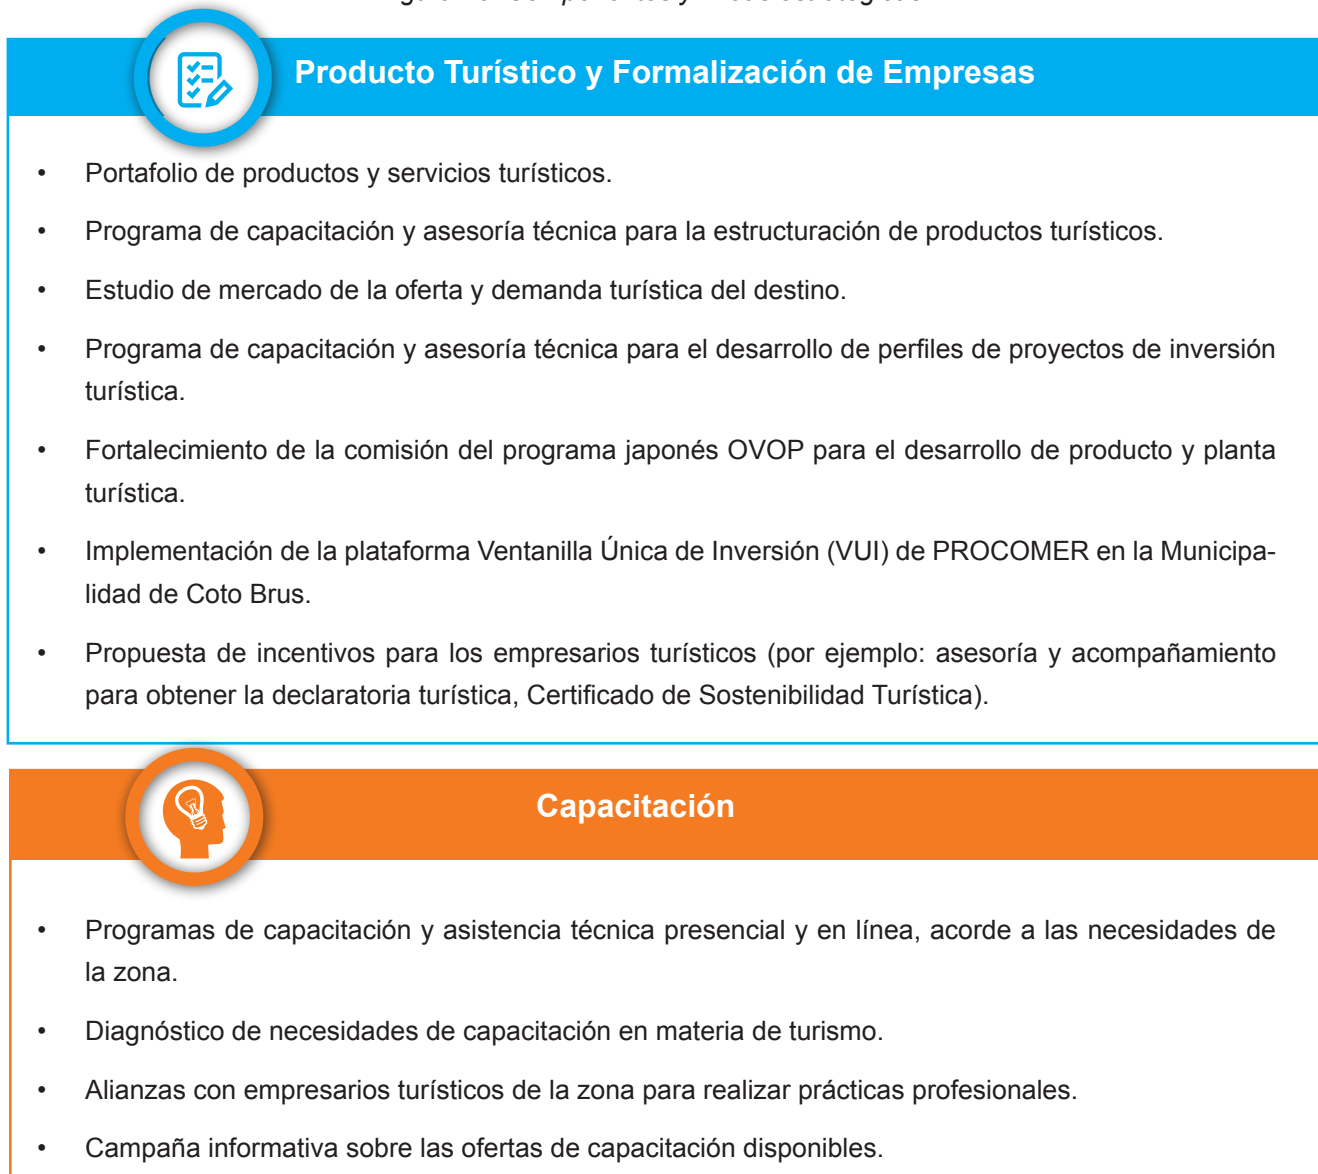 Producto Turístico y Formalización de Empresas
• Portafolio de productos y servicios turísticos.
• Programa de capacitación y asesoría técnica para la estructuración de productos turísticos.
• Estudio de mercado de la oferta y demanda turística del destino.
• Programa de capacitación y asesoría técnica para el desarrollo de perfiles de proyectos de inversión
turística.
• Fortalecimiento de la comisión del programa japonés OVOP para el desarrollo de producto y planta
turística.
• Implementación de la plataforma Ventanilla Única de Inversión (VUI) de PROCOMER en la Municipa-
lidad de Coto Brus.
• Propuesta de incentivos para los empresarios turísticos (por ejemplo: asesoría y acompañamiento
para obtener la declaratoria turística, Certificado de Sostenibilidad Turística).
Capacitación
• Programas de capacitación y asistencia técnica presencial y en línea, acorde a las necesidades de
la zona.
• Diagnóstico de necesidades de capacitación en materia de turismo.
• Alianzas con empresarios turísticos de la zona para realizar prácticas profesionales.
• Campaña informativa sobre las ofertas de capacitación disponibles.